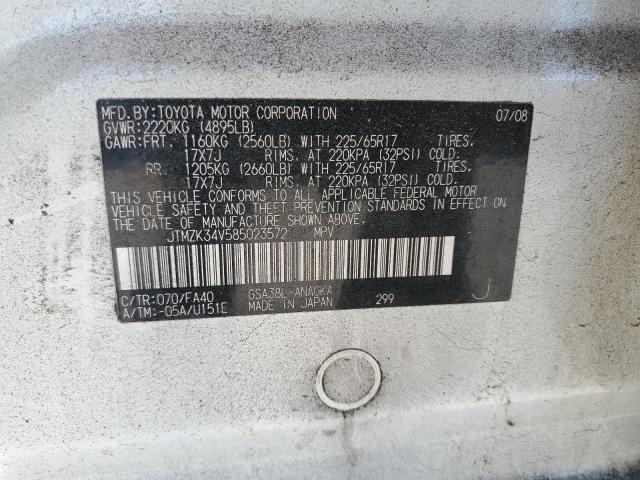 MFD.BY:TOYOTA MOTOR CORPORATION 07/08
GVWR:2220KG (4895LB)
GAWR:FRT. 1160KG (2560LB) WITH 225/65R17 TIRES.
17X7J RIMS. AT 220KPA (32PSI) COLD.
RR. 1205KG (2660LB) WITH 225/65R17 TIRES.
17X7J RIMS. AT 220KPA (32PSI) COLD.
THIS VEHICLE CONFORMS TO ALL APPLICABLE FEDERAL MOTOR
VEHICLE SAFETY AND THEFT PREVENTION STANDARDS IN EFFECT ON
THE DATE OF MANUFACTURE SHOWN ABOVE.
JTMZK34V585023572 MPV
C/TR:070/FA40 GSA38L-ANAGKA
A/TM:-05A/U151E MADE IN JAPAN 299 J